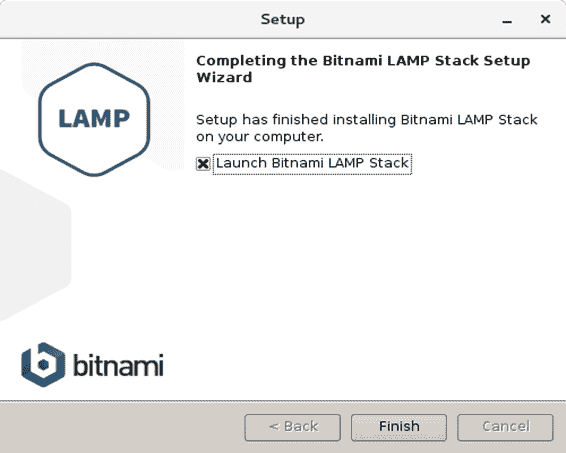 Setup
Completing the Bitnami LAMP Stack Setup
Wizard
LAMP
Setup has finished installing Bitnami LAMP Stack
on your computer.
Launch Bitnami LAMP Stack
bitnami
< Back
Finish
Cancel